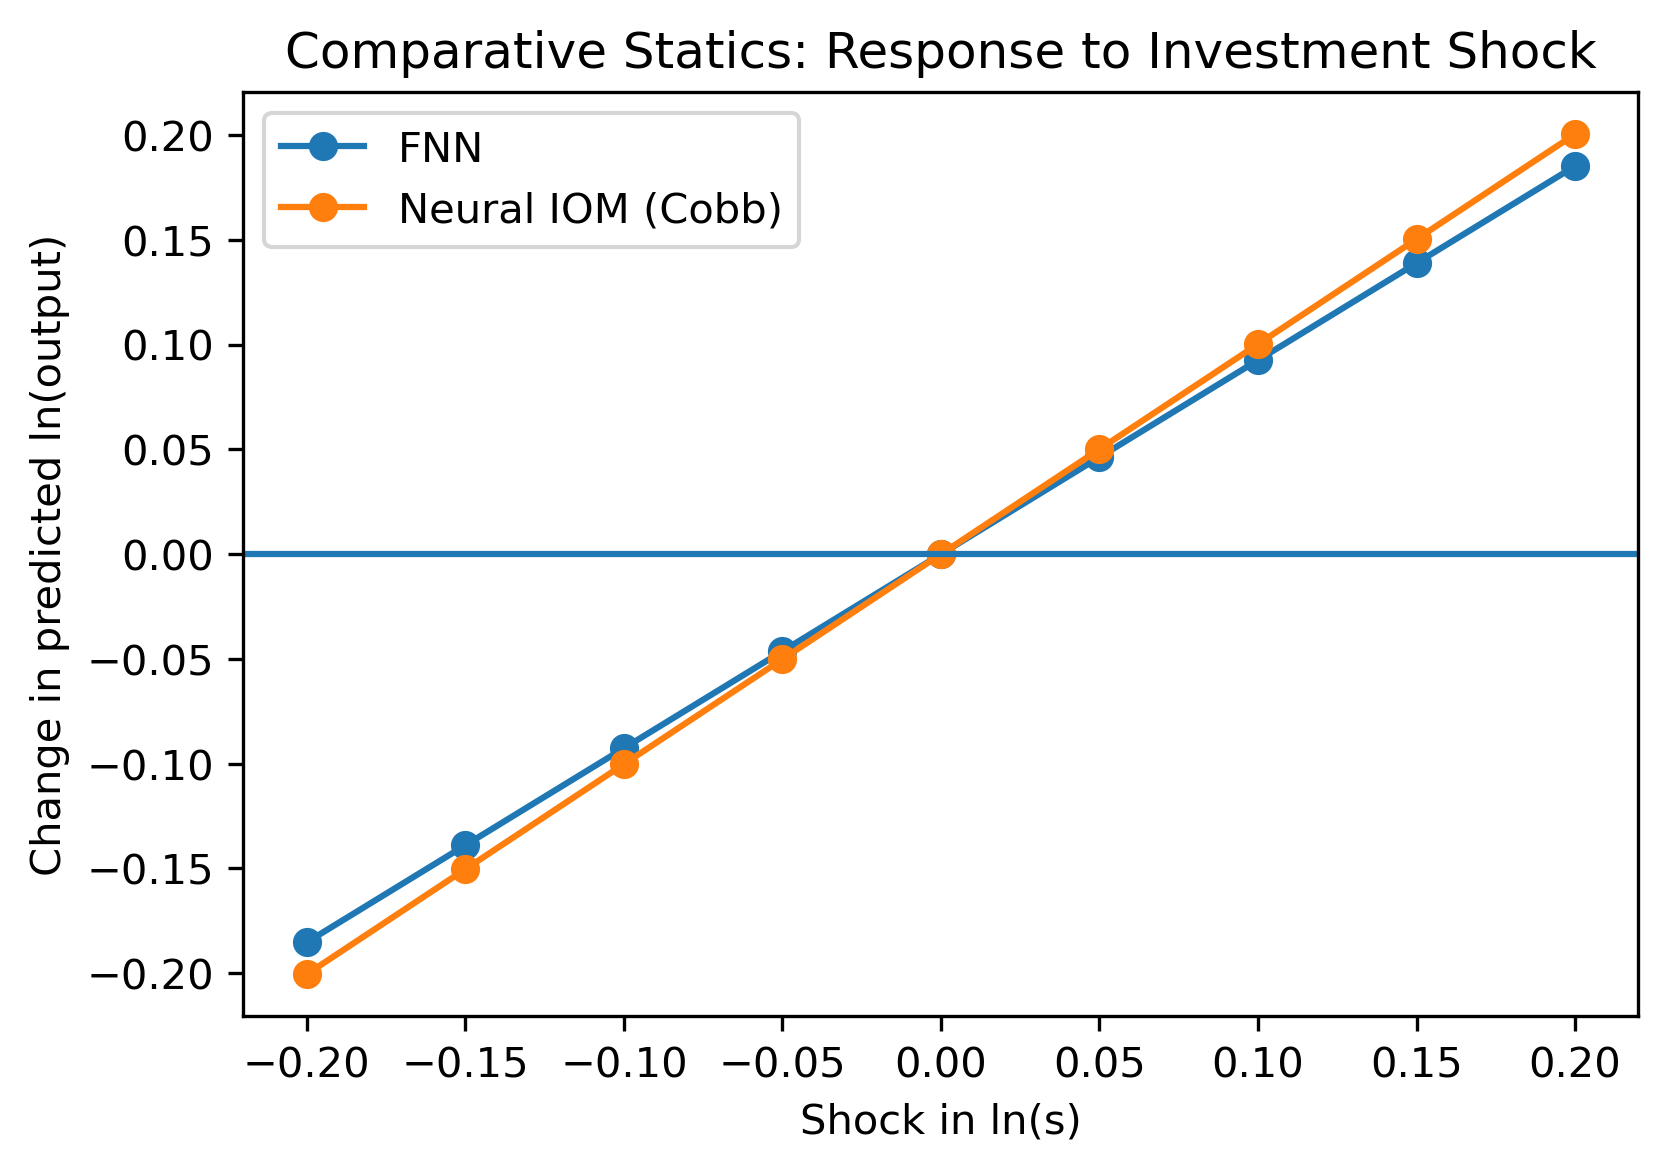 Comparative Statics: Response to Investment Shock
FNN
Neural IOM (Cobb)
Change in predicted ln(output)
0.20
0.15
0.10
0.05
0.00
−0.05
−0.10
−0.15
−0.20
−0.20 −0.15 −0.10 −0.05 0.00 0.05 0.10 0.15 0.20
Shock in ln(s)